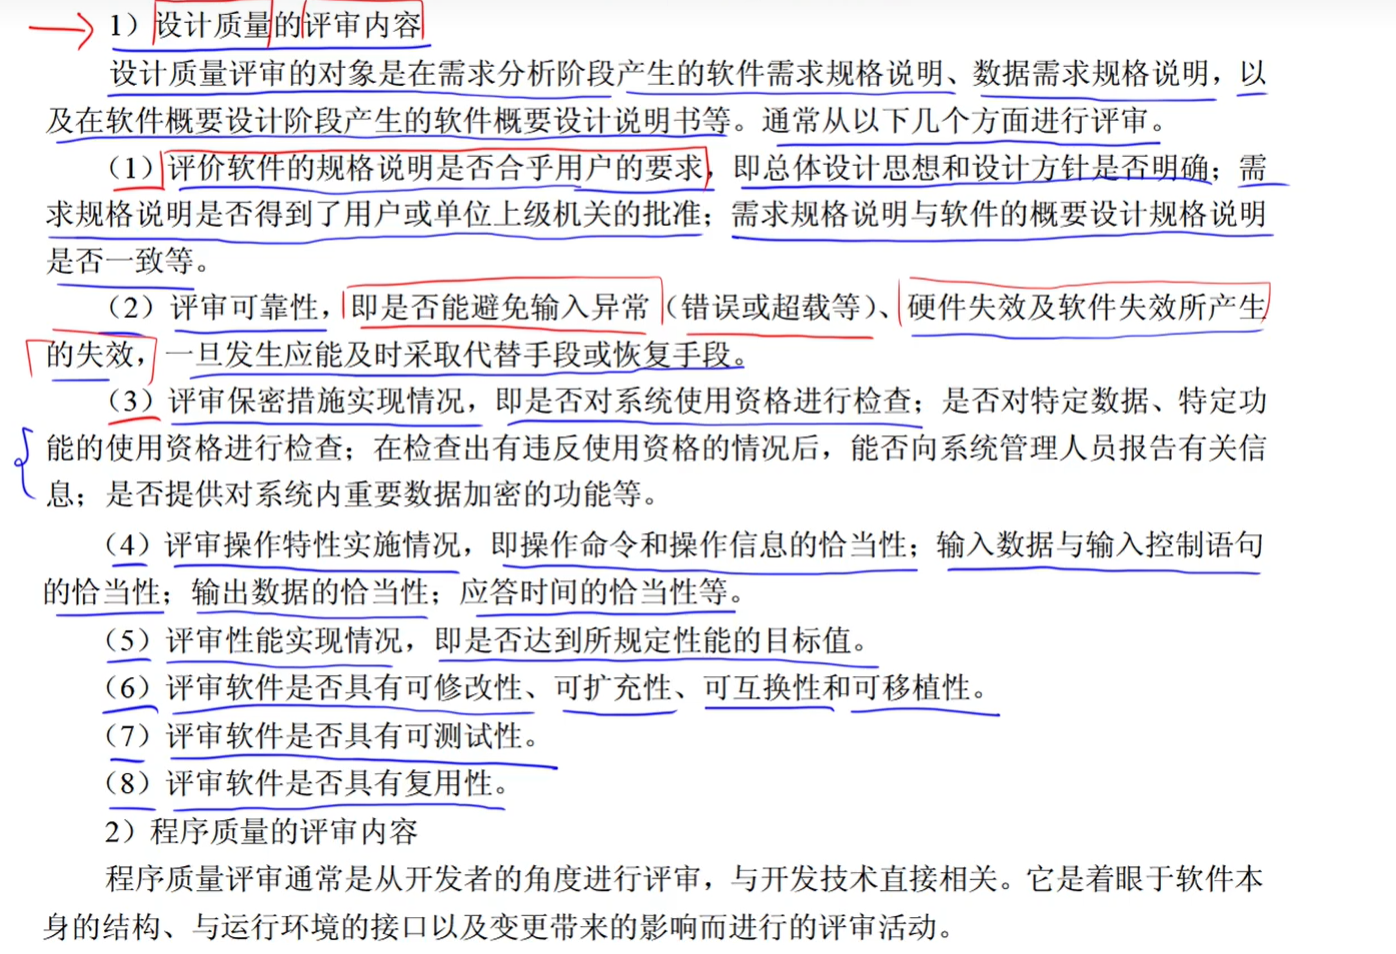 1）设计质量的评审内容
设计质量评审的对象是在需求分析阶段产生的软件需求规格说明、数据需求规格说明，以
及在软件概要设计阶段产生的软件概要设计说明书等。通常从以下几个方面进行评审。
（1）评价软件的规格说明是否合乎用户的要求，即总体设计思想和设计方针是否明确；需
求规格说明是否得到了用户或单位上级机关的批准；需求规格说明与软件的概要设计规格说明
是否一致等。
（2）评审可靠性，即是否能避免输入异常（错误或超载等）、硬件失效及软件失效所产生
的失效，一旦发生应能及时采取代替手段或恢复手段。
（3）评审保密措施实现情况，即是否对系统使用资格进行检查；是否对特定数据、特定功
能的使用资格进行检查；在检查出有违反使用资格的情况后，能否向系统管理人员报告有关信
息；是否提供对系统内重要数据加密的功能等。
（4）评审操作特性实施情况，即操作命令和操作信息的恰当性；输入数据与输入控制语句
的恰当性；输出数据的恰当性；应答时间的恰当性等。
（5）评审性能实现情况，即是否达到所规定性能的目标值。
（6）评审软件是否具有可修改性、可扩充性、可互换性和可移植性。
（7）评审软件是否具有可测试性。
（8）评审软件是否具有复用性。
2）程序质量的评审内容
程序质量评审通常是从开发者的角度进行评审，与开发技术直接相关。它是着眼于软件本
身的结构、与运行环境的接口以及变更带来的影响而进行的评审活动。